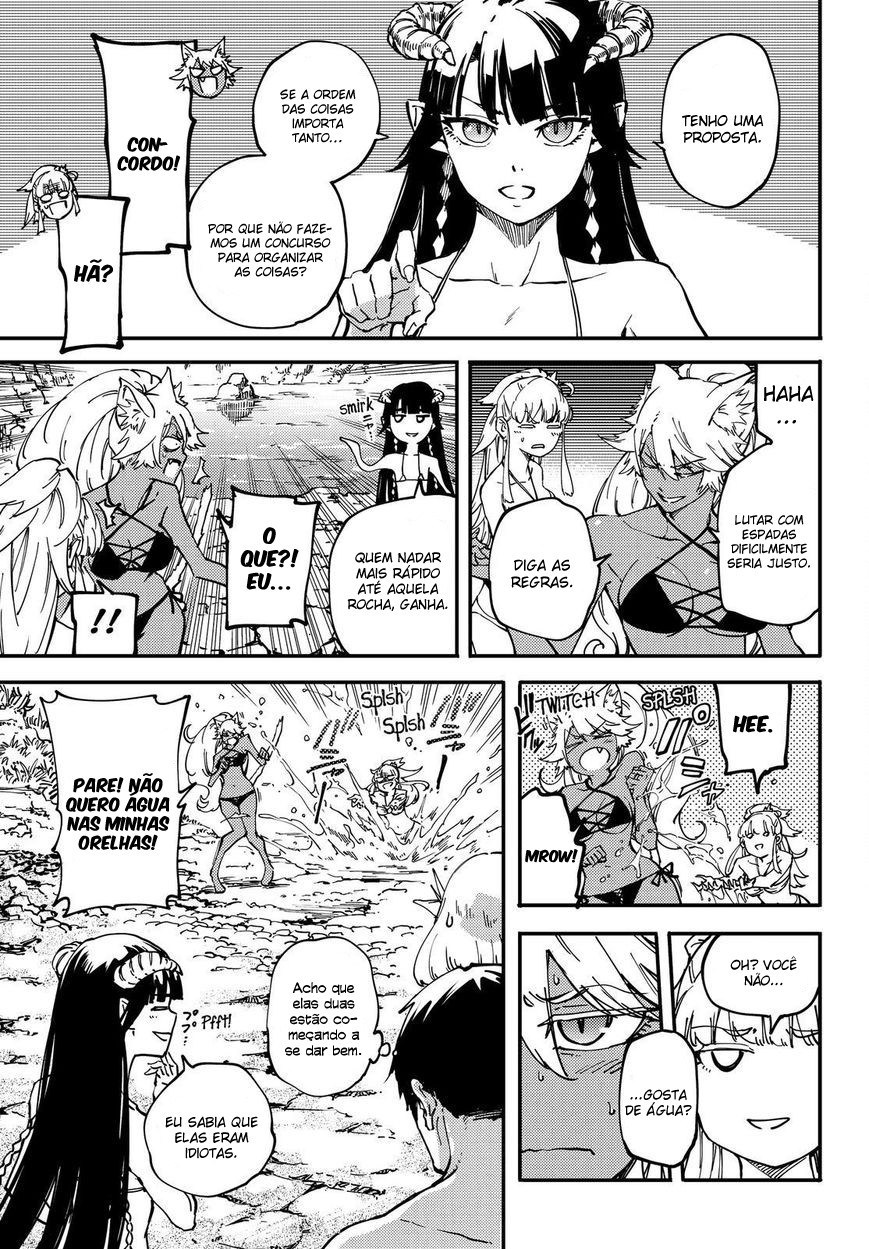 TENHO UMA
PROPOSTA.
SE A ORDEM
DAS COISAS
IMPORTA
TANTO...
POR QUE NÃO FAZE-
MOS UM CONCURSO
PARA ORGANIZAR
AS COISAS?
CON-
CORDO!
HÃ?
HAHA
...
LUTAR COM
ESPADAS
DIFICILMENTE
SERIA JUSTO.
DIGA AS
REGRAS.
smirk
QUEM NADAR
MAIS RÁPIDO
ATÉ AQUELA
ROCHA, GANHA.
O
QUE?!
EU...
!!
OH? VOCÊ
NÃO...
...GOSTA
DE ÁGUA?
HEE.
SPLSH
TWITCH
MROW!
Splsh
Splsh
PARE! NÃO
QUERO ÁGUA
NAS MINHAS
ORELHAS!
Acho que
elas duas
estão co-
meçando a
se dar bem.
Pfft!
EU SABIA QUE
ELAS ERAM
IDIOTAS.